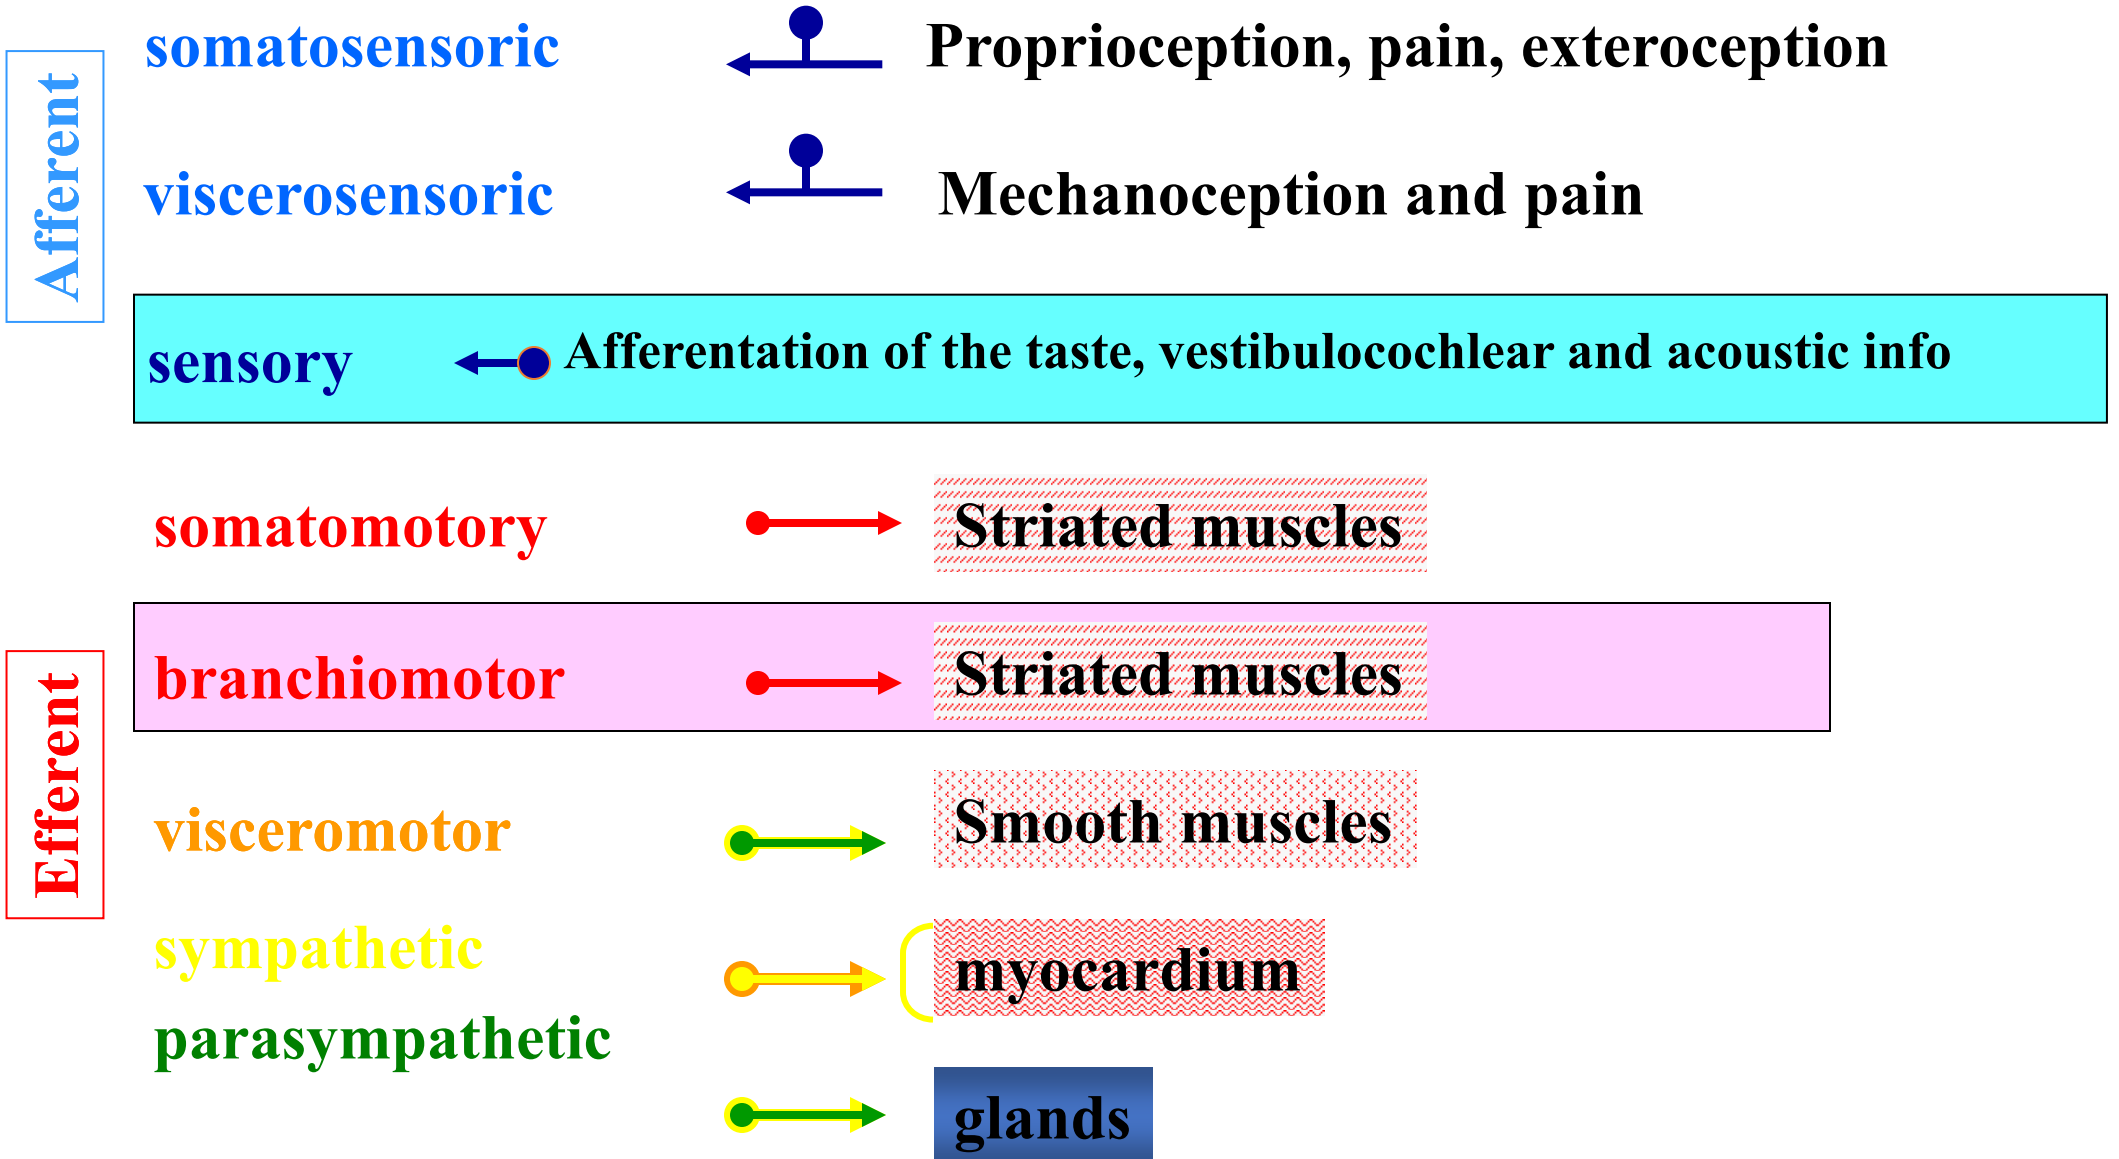 Afferent
somatosensoric
Proprioception, pain, exteroception
viscerosensoric
Mechanoception and pain
sensory
Afferentation of the taste, vestibulocochlear and acoustic info
Efferent
somatomotory
Striated muscles
branchiomotor
Striated muscles
visceromotor
Smooth muscles
sympathetic
myocardium
parasympathetic
glands